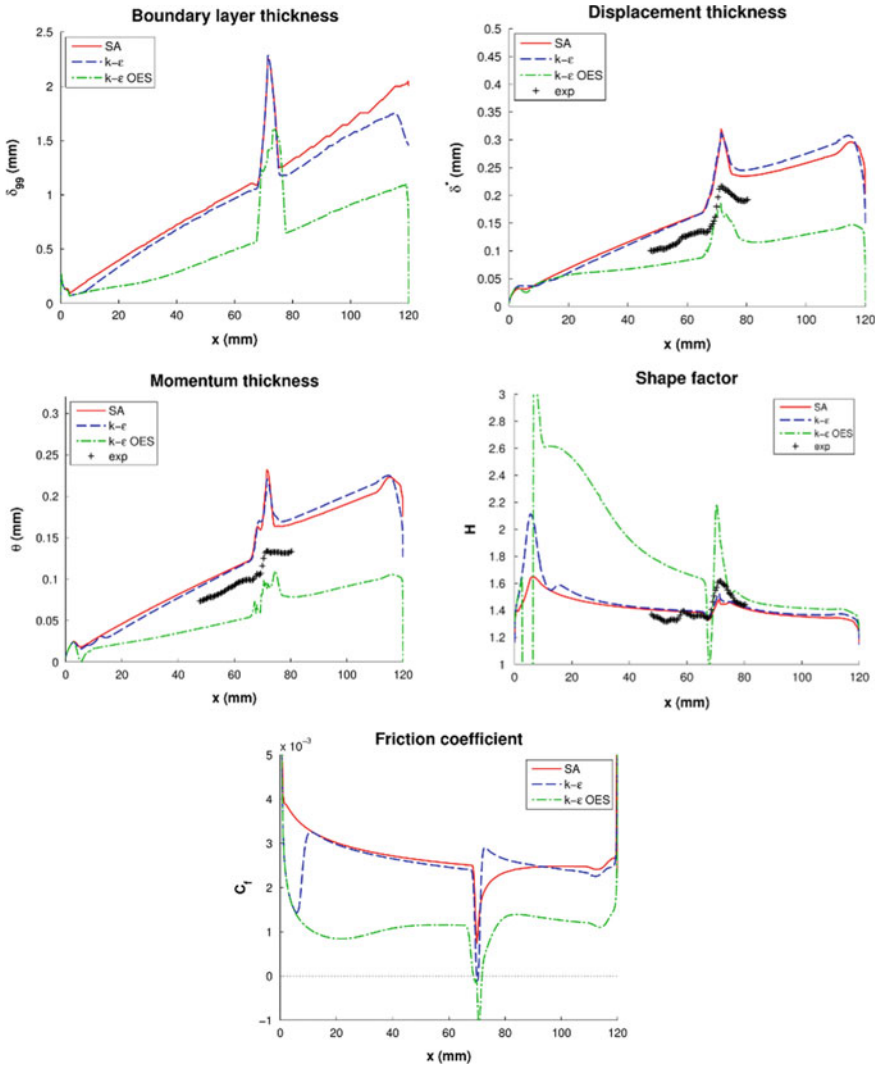 Boundary layer thickness
2.5
SA
k-ε
k-ε OES
2
1.5
δ99 (mm)
1
0.5
0
0 20 40 60 80 100 120
x (mm)
Displacement thickness
0.5
0.45
SA
k-ε
k-ε OES
exp
0.4
0.35
0.3
δ* (mm)
0.25
0.2
0.15
0.1
0.05
0
0 20 40 60 80 100 120
x (mm)
Momentum thickness
0.3
SA
k-ε
k-ε OES
exp
0.25
0.2
θ (mm)
0.15
0.1
0.05
0
0 20 40 60 80 100 120
x (mm)
Shape factor
3
2.8
SA
k-ε
k-ε OES
exp
2.6
2.4
2.2
H
2
1.8
1.6
1.4
1.2
1
0 20 40 60 80 100 120
x (mm)
Friction coefficient
x 10⁻³
5
SA
k-ε
k-ε OES
4
3
Cf
2
1
0
−1
0 20 40 60 80 100 120
x (mm)